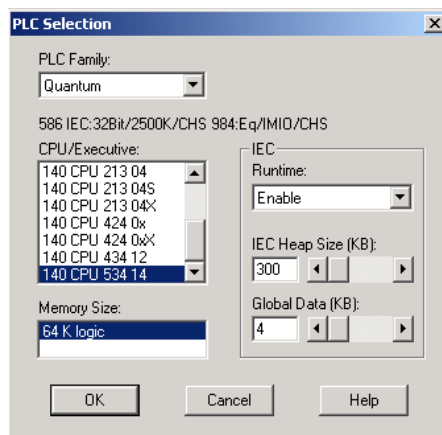 PLC Selection
PLC Family:
Quantum
586 IEC:32Bit/2500K/CHS 984:Eq/IMIO/CHS
CPU/Executive:
140 CPU 213 04
140 CPU 213 04S
140 CPU 213 04X
140 CPU 424 0x
140 CPU 424 0xX
140 CPU 434 12
140 CPU 534 14
Memory Size:
64 K logic
IEC
Runtime:
Enable
IEC Heap Size (KB):
300
Global Data (KB):
4
OK
Cancel
Help